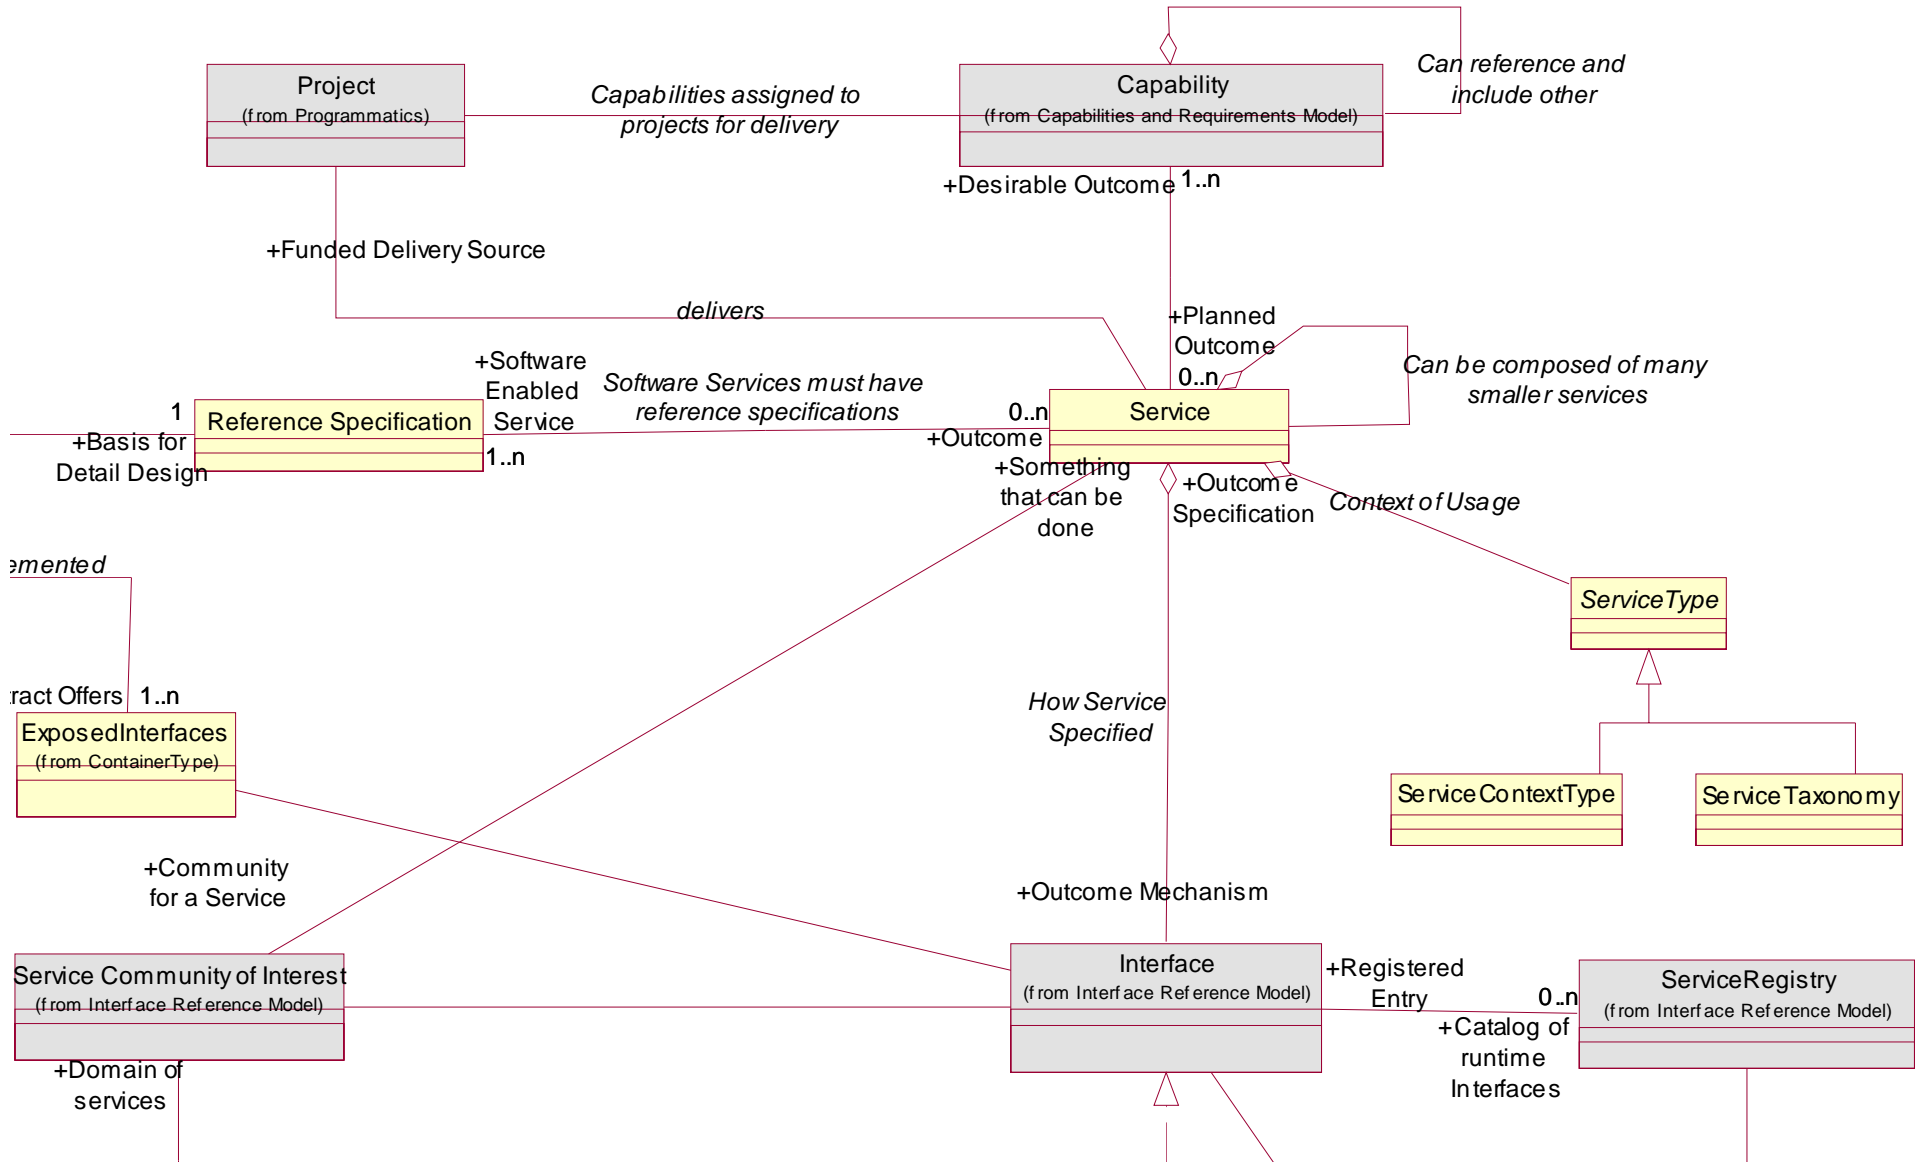 Project
(from Programmatics)
Capabilities assigned to
projects for delivery
Capability
(from Capabilities and Requirements Model)
Can reference and
include other
+Desirable Outcome
1..n
+Funded Delivery Source
delivers
+Planned
Outcome
0..n
Can be composed of many
smaller services
+Software
Enabled
Service
Software Services must have
reference specifications
1
Reference Specification
+Basis for
Detail Design
1..n
0..n
+Outcome
Service
+Something
that can be
done
+Outcome
Specification
Context of Usage
emented
ServiceType
ract Offers
1..n
ExposedInterfaces
(from ContainerType)
How Service
Specified
ServiceContextType
ServiceTaxonomy
+Community
for a Service
+Outcome Mechanism
Service Community of Interest
(from Interface Reference Model)
Interface
(from Interface Reference Model)
+Registered
Entry
0..n
+Catalog of
runtime
Interfaces
ServiceRegistry
(from Interface Reference Model)
+Domain of
services